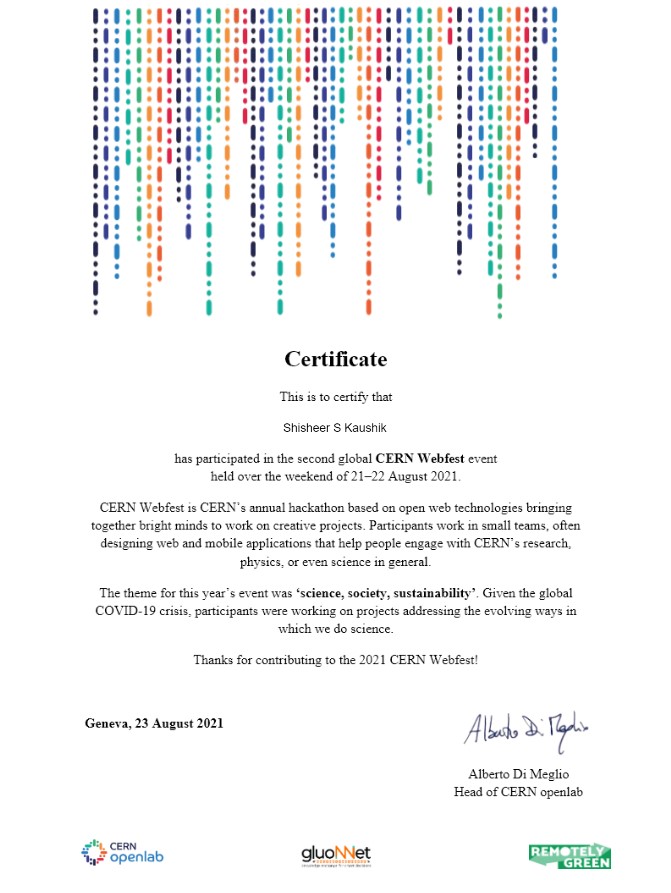 Certificate
This is to certify that
Shisheer S Kaushik
has participated in the second global CERN Webfest event
held over the weekend of 21–22 August 2021.
CERN Webfest is CERN's annual hackathon based on open web technologies bringing
together bright minds to work on creative projects. Participants work in small teams, often
designing web and mobile applications that help people engage with CERN's research,
physics, or even science in general.
The theme for this year's event was ‘science, society, sustainability’. Given the global
COVID-19 crisis, participants were working on projects addressing the evolving ways in
which we do science.
Thanks for contributing to the 2021 CERN Webfest!
Geneva, 23 August 2021
Alberto Di Meglio
Alberto Di Meglio
Head of CERN openlab
CERN
openlab
gluoNNet
REMOTELY
GREEN